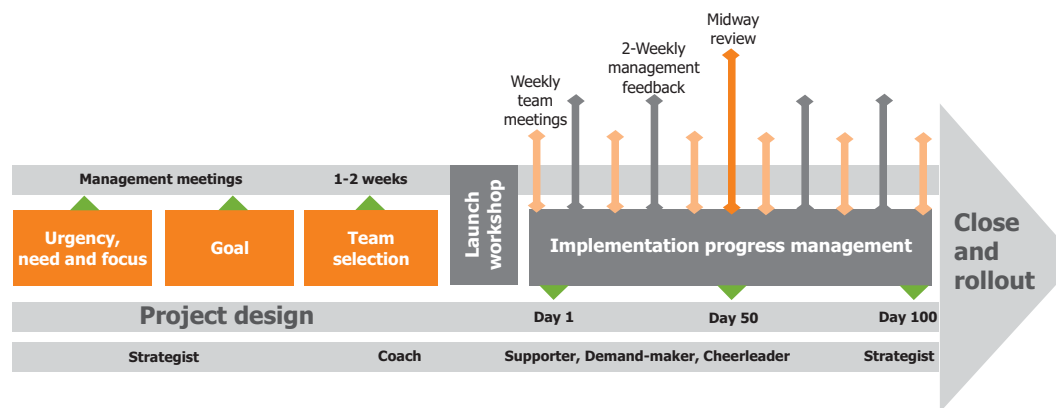 Midway
review
2-Weekly
management
feedback
Weekly
team
meetings
Management meetings
1-2 weeks
Launch
workshop
Urgency,
need and focus
Goal
Team
selection
Implementation progress management
Close
and
rollout
Project design
Day 1
Day 50
Day 100
Strategist
Coach
Supporter, Demand-maker, Cheerleader
Strategist